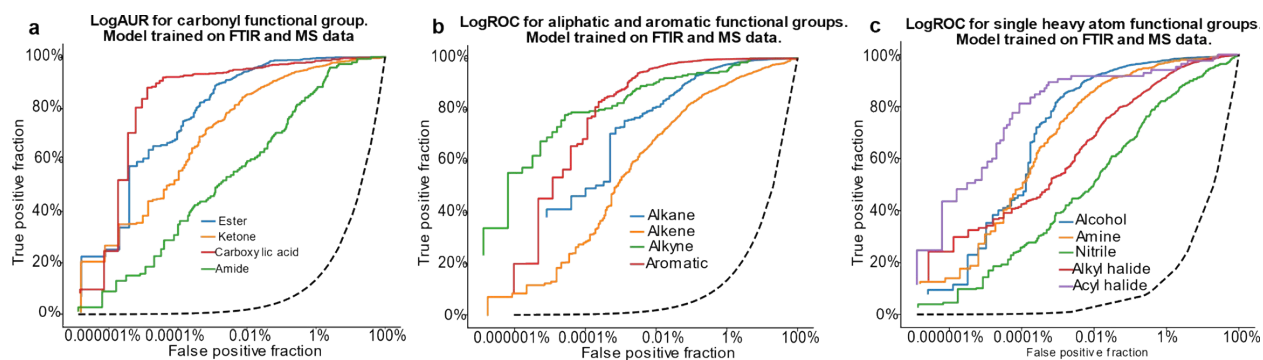 a
LogAUR for carbonyl functional group.
Model trained on FTIR and MS data
True positive fraction
100%
80%
60%
40%
20%
0%
Ester
Ketone
Carboxylic acid
Amide
0.000001% 0.0001% 0.01% 1% 100%
False positive fraction
b
LogROC for aliphatic and aromatic functional groups.
Model trained on FTIR and MS data.
True positive fraction
100%
80%
60%
40%
20%
0%
Alkane
Alkene
Alkyne
Aromatic
0.000001% 0.0001% 0.01% 1% 100%
False positive fraction
c
LogROC for single heavy atom functional groups.
Model trained on FTIR and MS data.
True positive fraction
100%
80%
60%
40%
20%
0%
Alcohol
Amine
Nitrile
Alkyl halide
Acyl halide
0.000001% 0.0001% 0.01% 1% 100%
False positive fraction